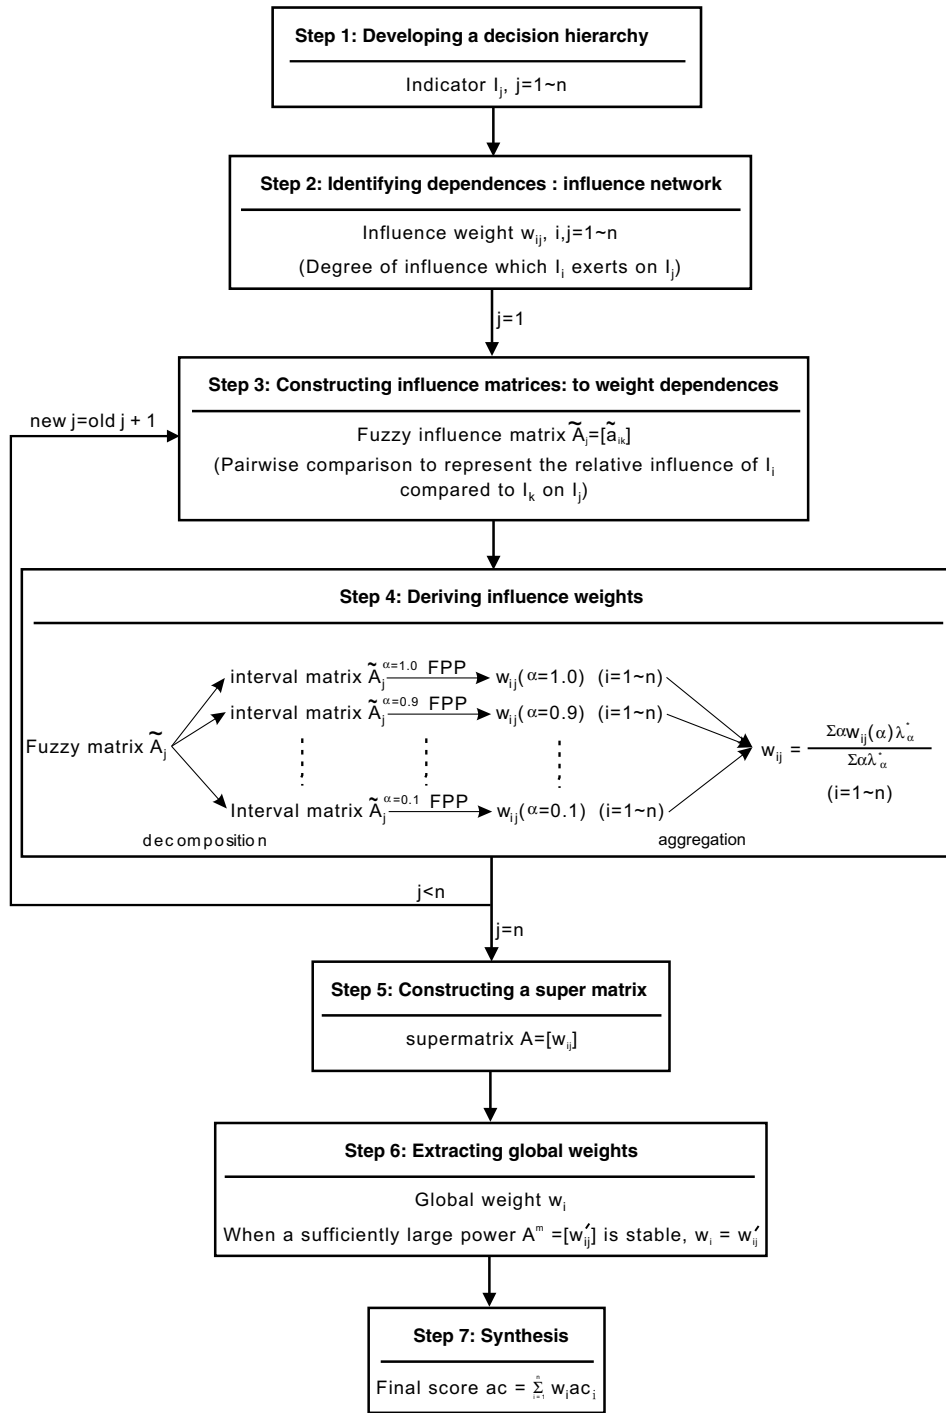 Step 1: Developing a decision hierarchy
Indicator I_j, j=1~n
Step 2: Identifying dependences : influence network
Influence weight w_ij, i,j=1~n
(Degree of influence which I_i exerts on I_j)
j=1
Step 3: Constructing influence matrices: to weight dependences
new j=old j + 1
Fuzzy influence matrix Ã_j=[ã_ik]
(Pairwise comparison to represent the relative influence of I_i
compared to I_k on I_j)
Step 4: Deriving influence weights
interval matrix Ã_j^α=1.0 FPP w_ij(α=1.0) (i=1~n)
interval matrix Ã_j^α=0.9 FPP w_ij(α=0.9) (i=1~n)
Fuzzy matrix Ã_j
w_ij = Σαw_ij(α)λ*_α / Σαλ*_α
(i=1~n)
Interval matrix Ã_j^α=0.1 FPP w_ij(α=0.1) (i=1~n)
decomposition
aggregation
j<n
j=n
Step 5: Constructing a super matrix
supermatrix A=[w_ij]
Step 6: Extracting global weights
Global weight w_i
When a sufficiently large power A^m =[w′_ij] is stable, w_i = w′_ij
Step 7: Synthesis
Final score ac = Σ_i=1^n w_i ac_i